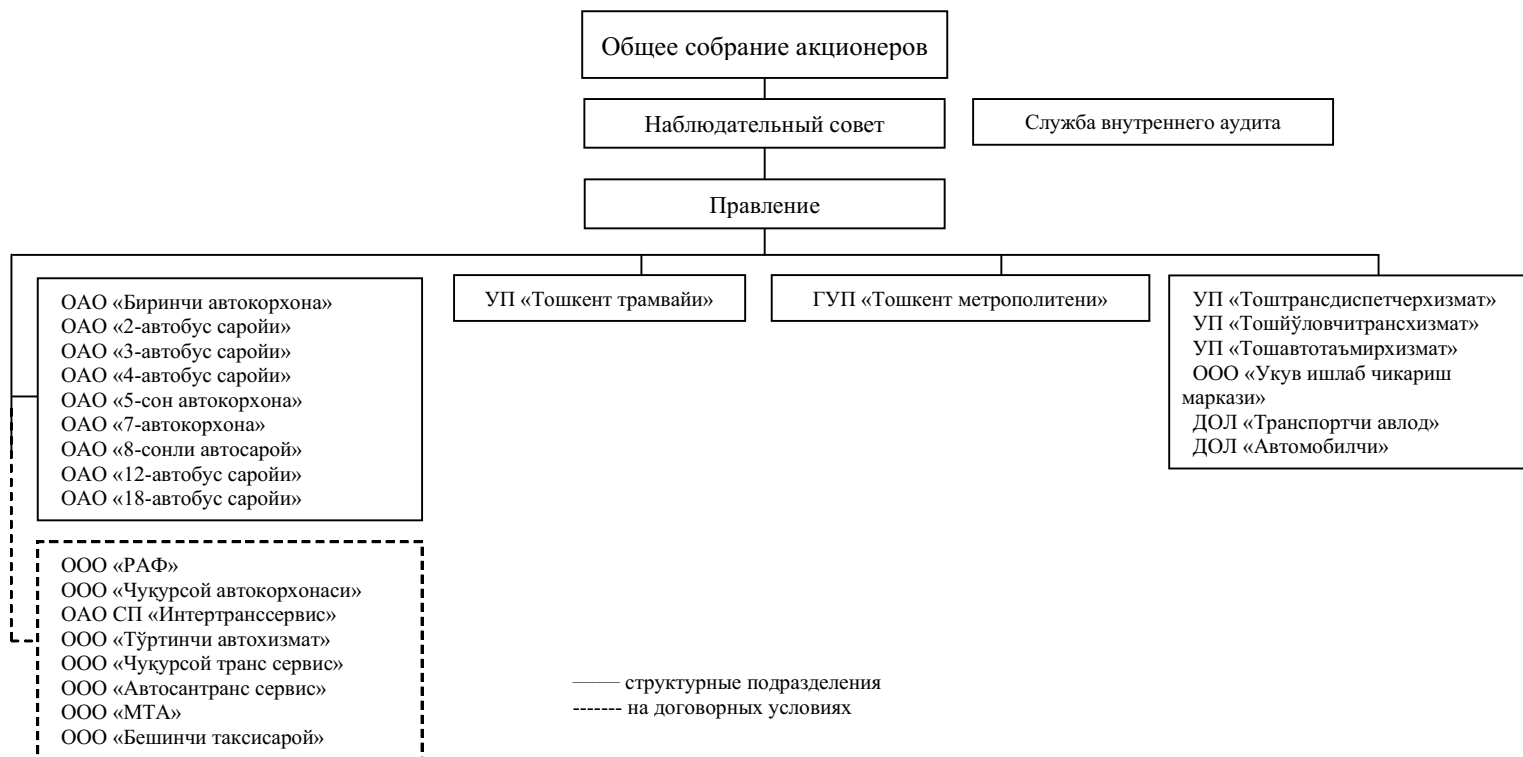 Общее собрание акционеров
Наблюдательный совет
Служба внутреннего аудита
Правление
ОАО «Биринчи автокорхона»
ОАО «2-автобус саройи»
ОАО «3-автобус саройи»
ОАО «4-автобус саройи»
ОАО «5-сон автокорхона»
ОАО «7-автокорхона»
ОАО «8-сонли автосарой»
ОАО «12-автобус саройи»
ОАО «18-автобус саройи»
УП «Тошкент трамвайи»
ГУП «Тошкент метрополитени»
УП «Тоштрансдиспетчерхизмат»
УП «Тошйўловчитрансхизмат»
УП «Тошавтотаъмирхизмат»
ООО «Укув ишлаб чикариш
маркази»
ДОЛ «Транспортчи авлод»
ДОЛ «Автомобилчи»
ООО «РАФ»
ООО «Чуқурсой автокорхонаси»
ОАО СП «Интертранссервис»
ООО «Тўртинчи автохизмат»
ООО «Чуқурсой транс сервис»
ООО «Автосантранс сервис»
ООО «МТА»
ООО «Бешинчи таксисарой»
——— структурные подразделения
------- на договорных условиях